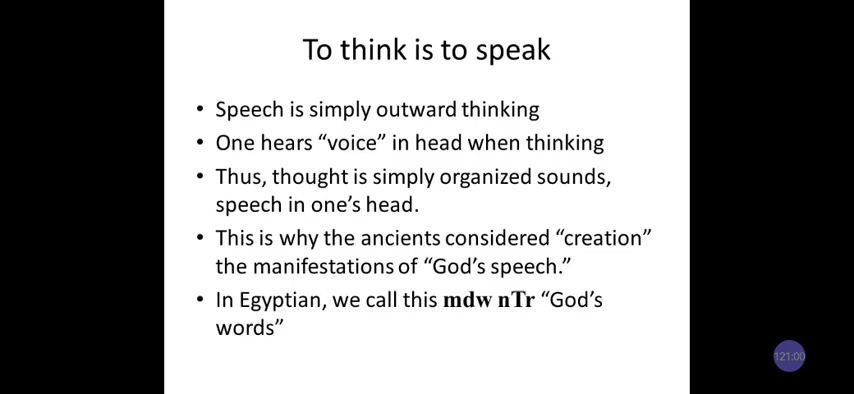 To think is to speak
• Speech is simply outward thinking
• One hears “voice” in head when thinking
• Thus, thought is simply organized sounds,
speech in one’s head.
• This is why the ancients considered “creation”
the manifestations of “God’s speech.”
• In Egyptian, we call this mdw nTr “God’s
words”
121:00